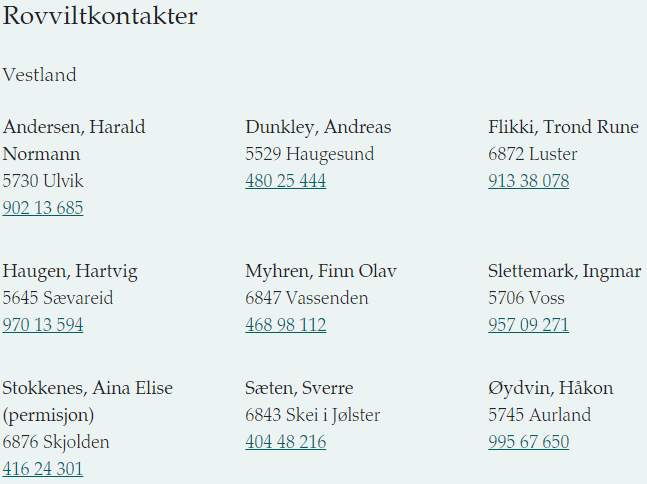 Rovviltkontakter
Vestland
Andersen, Harald
Normann
5730 Ulvik
902 13 685
Dunkley, Andreas
5529 Haugesund
480 25 444
Flikki, Trond Rune
6872 Luster
913 38 078
Haugen, Hartvig
5645 Sævareid
970 13 594
Myhren, Finn Olav
6847 Vassenden
468 98 112
Slettemark, Ingmar
5706 Voss
957 09 271
Stokkenes, Aina Elise
(permisjon)
6876 Skjolden
416 24 301
Sæten, Sverre
6843 Skei i Jølster
404 48 216
Øydvin, Håkon
5745 Aurland
995 67 650